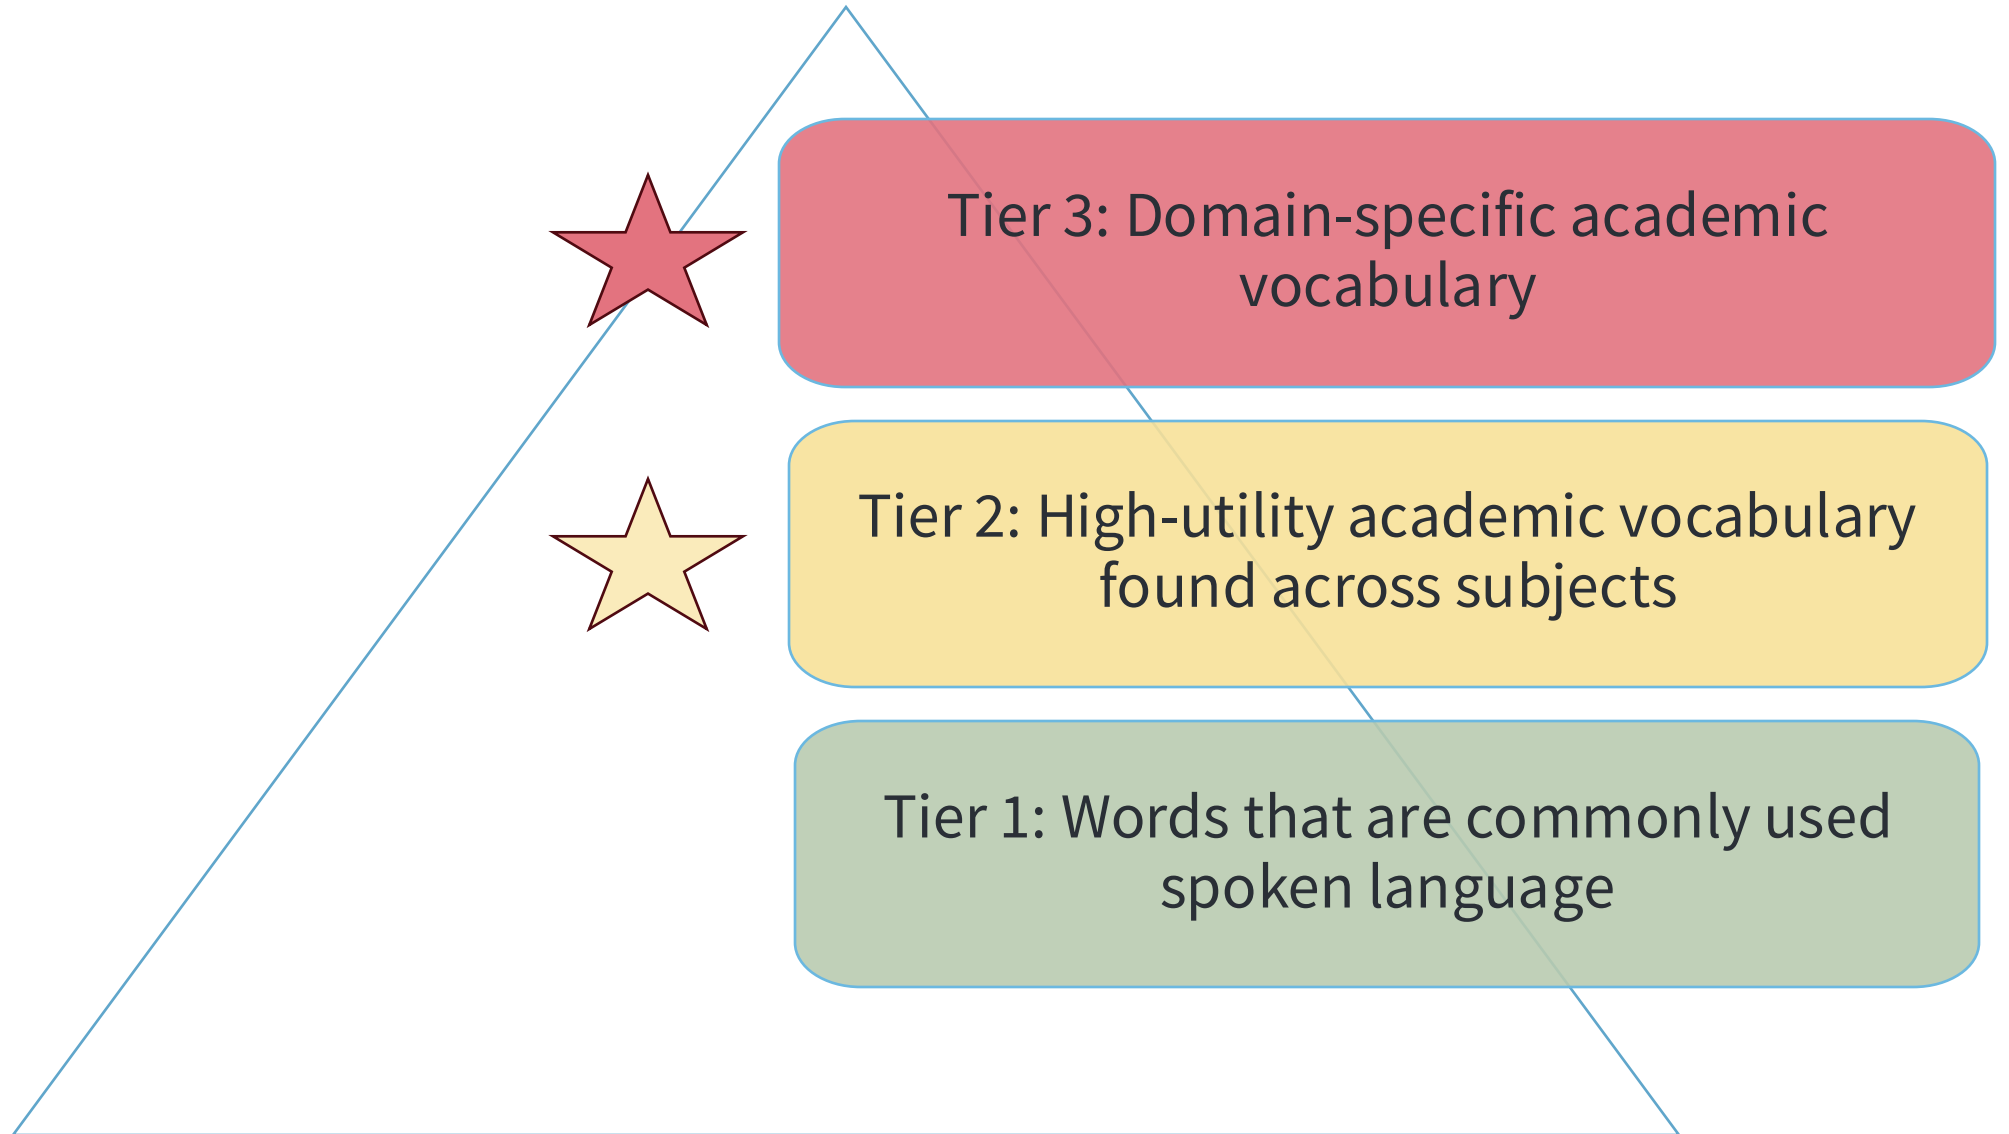 Tier 3: Domain-specific academic
vocabulary
Tier 2: High-utility academic vocabulary
found across subjects
Tier 1: Words that are commonly used
spoken language